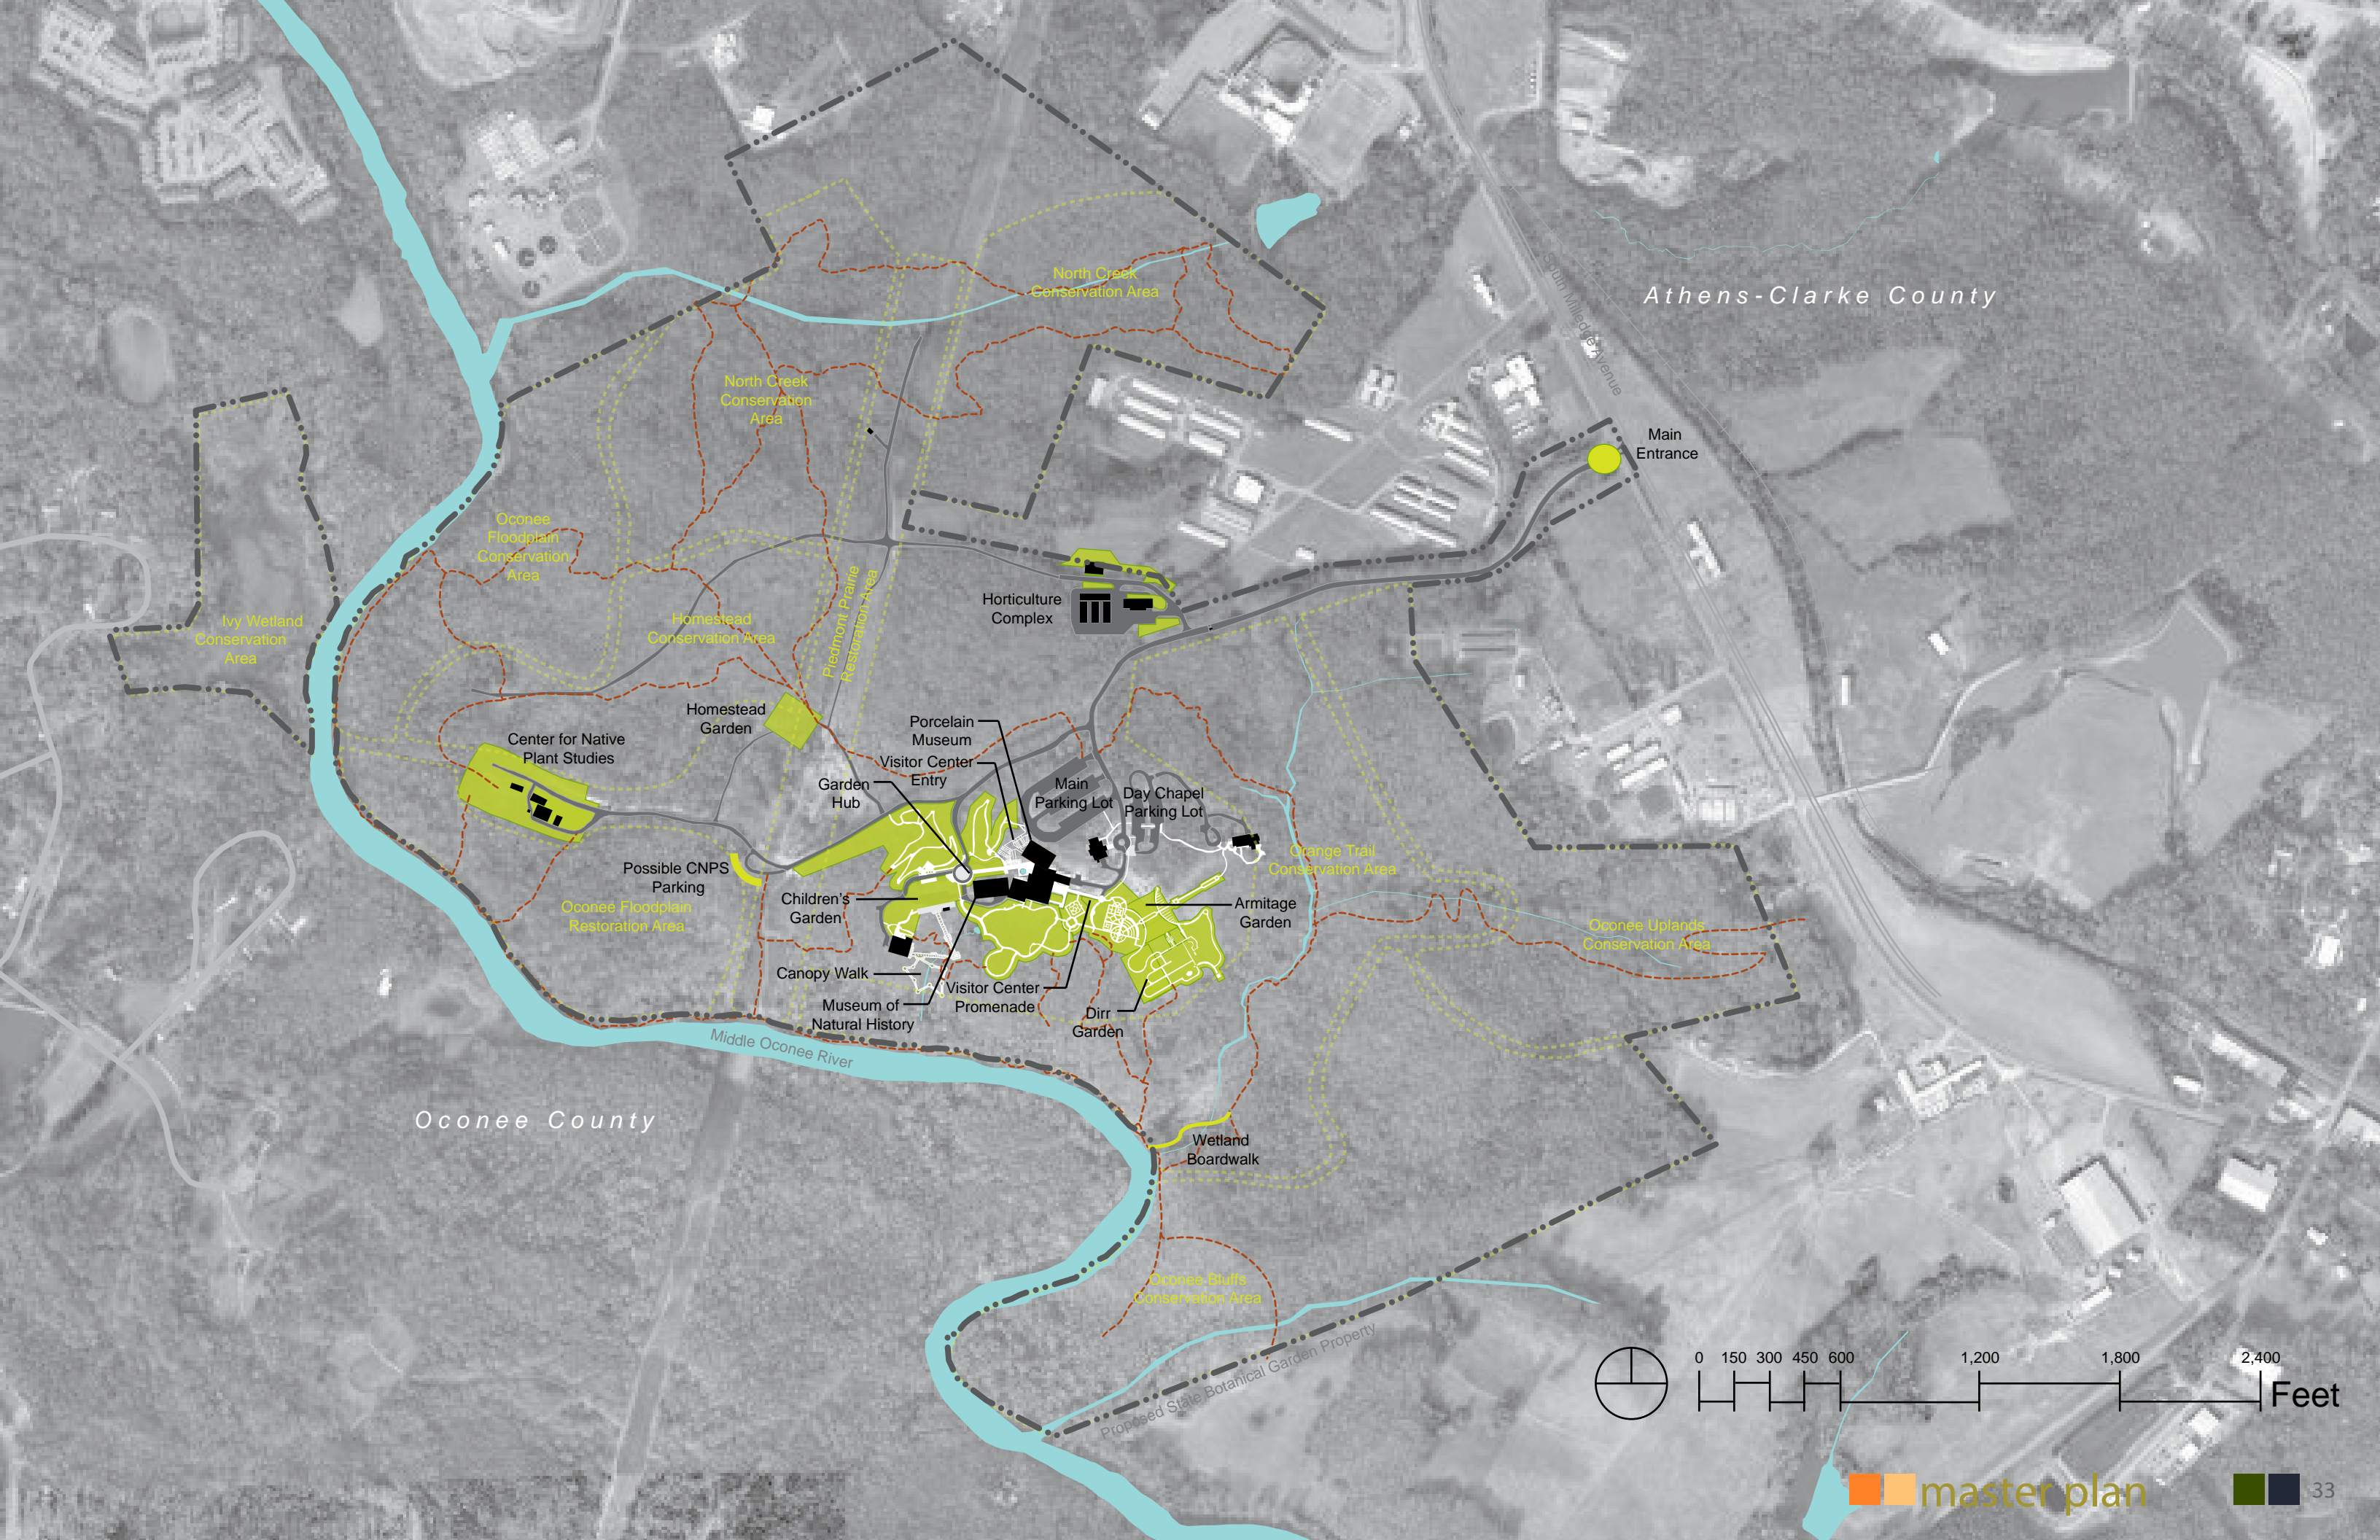 North Creek
Conservation Area
Athens-Clarke County
South Milledge Avenue
North Creek
Conservation
Area
Main
Entrance
Oconee
Floodplain
Conservation
Area
Piedmont Prairie
Restoration Area
Horticulture
Complex
Ivy Wetland
Conservation
Area
Homestead
Conservation Area
Homestead
Garden
Porcelain
Museum
Center for Native
Plant Studies
Visitor Center
Entry
Garden
Hub
Main
Parking Lot
Day Chapel
Parking Lot
Orange Trail
Conservation Area
Possible CNPS
Parking
Children's
Garden
Armitage
Garden
Oconee Floodplain
Restoration Area
Oconee Uplands
Conservation Area
Canopy Walk
Visitor Center
Promenade
Museum of
Natural History
Dirr
Garden
Middle Oconee River
Oconee County
Wetland
Boardwalk
Oconee Bluffs
Conservation Area
Proposed State Botanical Garden Property
0 150 300 450 600 1,200 1,800 2,400
Feet
master plan
33